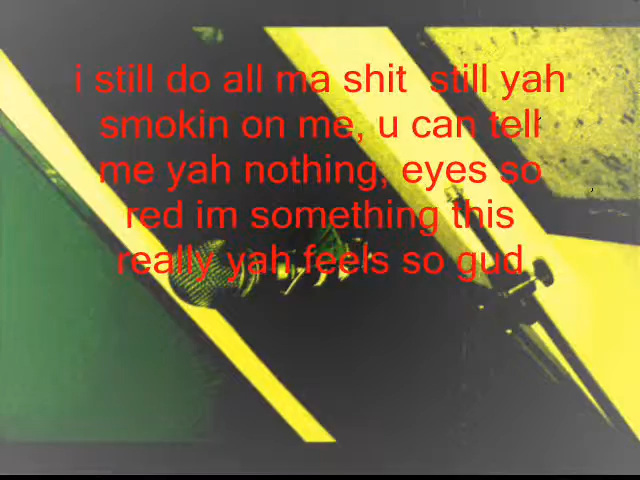 i still do all ma shit  still yah
smokin on me, u can tell
me yah nothing, eyes so
red im something this
really yah feels so gud